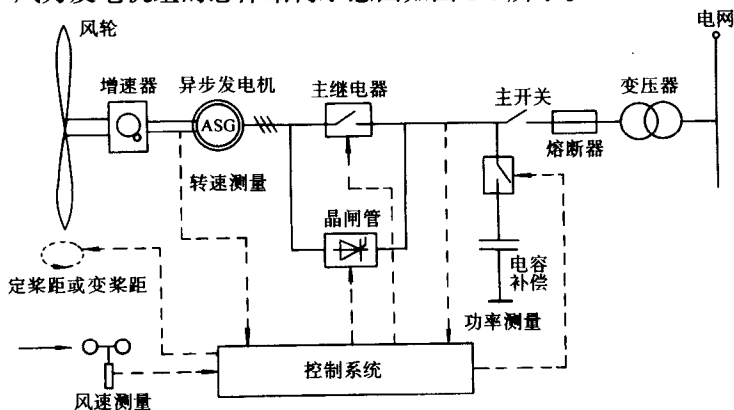 电网
风轮
增速器
异步发电机
主继电器
主开关
变压器
ASG
熔断器
转速测量
晶闸管
定桨距或变桨距
电容
补偿
功率测量
控制系统
风速测量